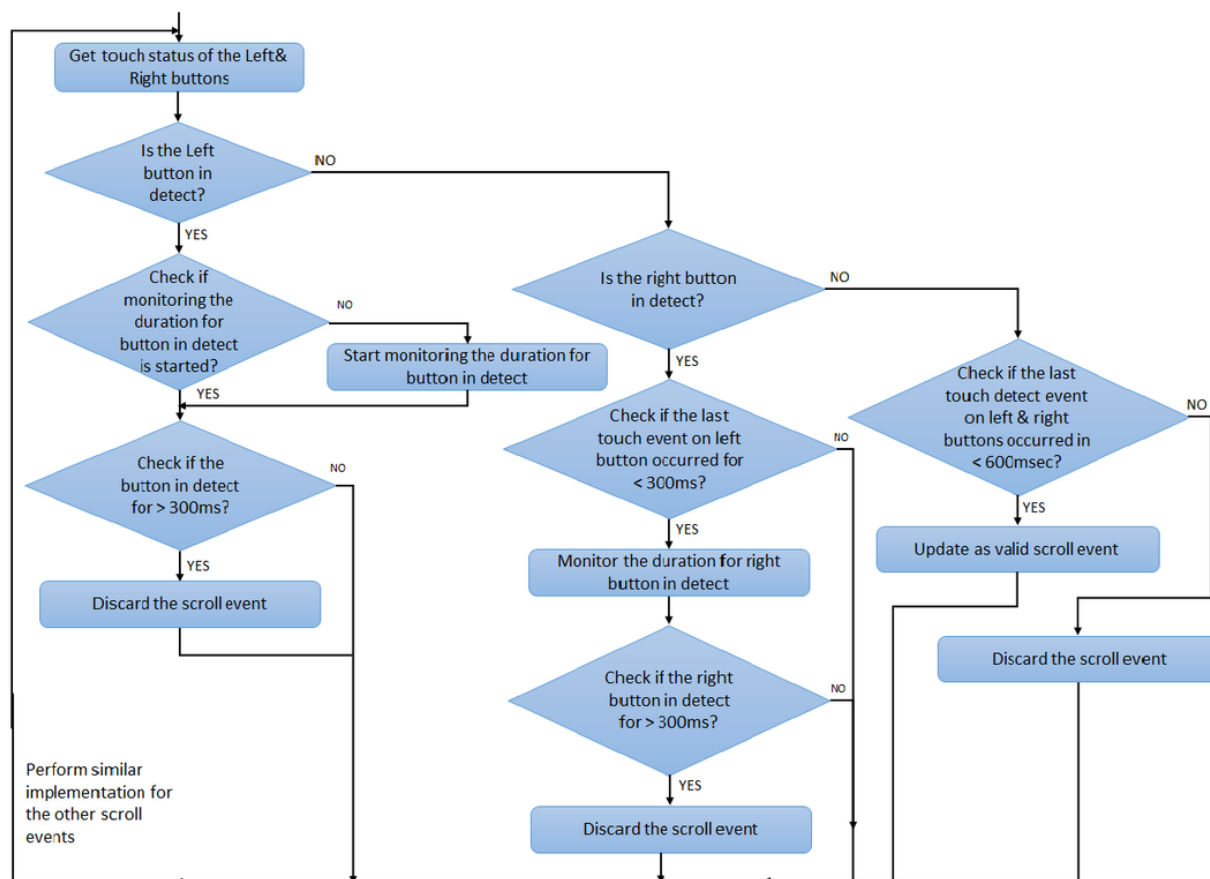 Get touch status of the Left&
Right buttons
Is the Left
button in
detect?
NO
YES
Check if
monitoring the
duration for
button in detect
is started?
NO
Start monitoring the duration for
button in detect
YES
Check if the
button in detect
for > 300ms?
NO
YES
Discard the scroll event
Is the right button
in detect?
NO
YES
Check if the last
touch event on left
button occurred for
< 300ms?
NO
YES
Monitor the duration for right
button in detect
Check if the right
button in detect
for > 300ms?
NO
YES
Discard the scroll event
Check if the last
touch detect event
on left & right
buttons occurred in
< 600msec?
NO
YES
Update as valid scroll event
Discard the scroll event
Perform similar
implementation for
the other scroll
events